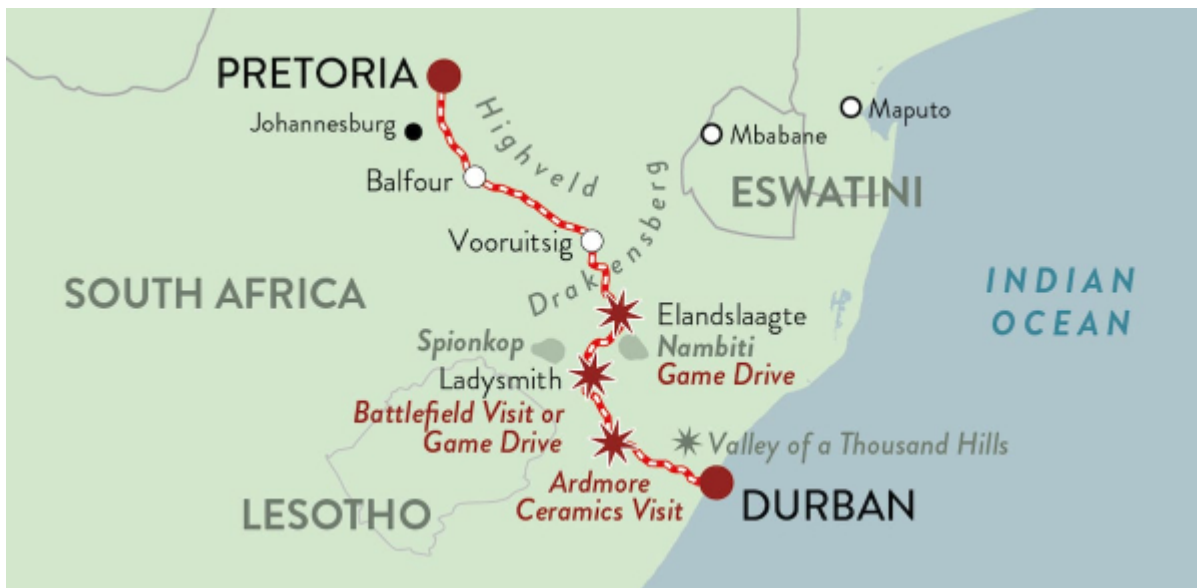 PRETORIA
Highveld
Johannesburg
Maputo
Mbabane
Balfour
ESWATINI
Vooruitsig
Drakensberg
SOUTH AFRICA
INDIAN
OCEAN
Elandslaagte
Spionkop
Nambiti
Game Drive
Ladysmith
Battlefield Visit or
Game Drive
Valley of a Thousand Hills
Ardmore
Ceramics Visit
LESOTHO
DURBAN